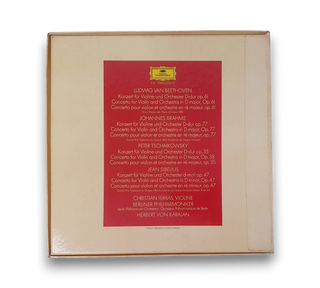 LUDWIG VAN BEETHOVEN
Konzert für Violine und Orchester D-dur op. 61
Concerto for Violin and Orchestra in D major, Op. 61
Concerto pour violon et orchestre en ré majeur op. 61
JOHANNES BRAHMS
Konzert für Violine und Orchester D-dur op. 77
Concerto for Violin and Orchestra in D major, Op. 77
Concerto pour violon et orchestre en ré majeur, op. 77
PETER TSCHAIKOWSKY
Konzert für Violine und Orchester D-dur op. 35
Concerto for Violin and Orchestra in D major, Op. 35
Concerto pour violon et orchestre en ré majeur op. 35
JEAN SIBELIUS
Konzert für Violine und Orchester d-moll op. 47
Concerto for Violin and Orchestra in D minor, Op. 47
Concerto pour violon et orchestre en ré mineur op. 47
CHRISTIAN FERRAS, VIOLINE
BERLINER PHILHARMONIKER
HERBERT VON KARAJAN